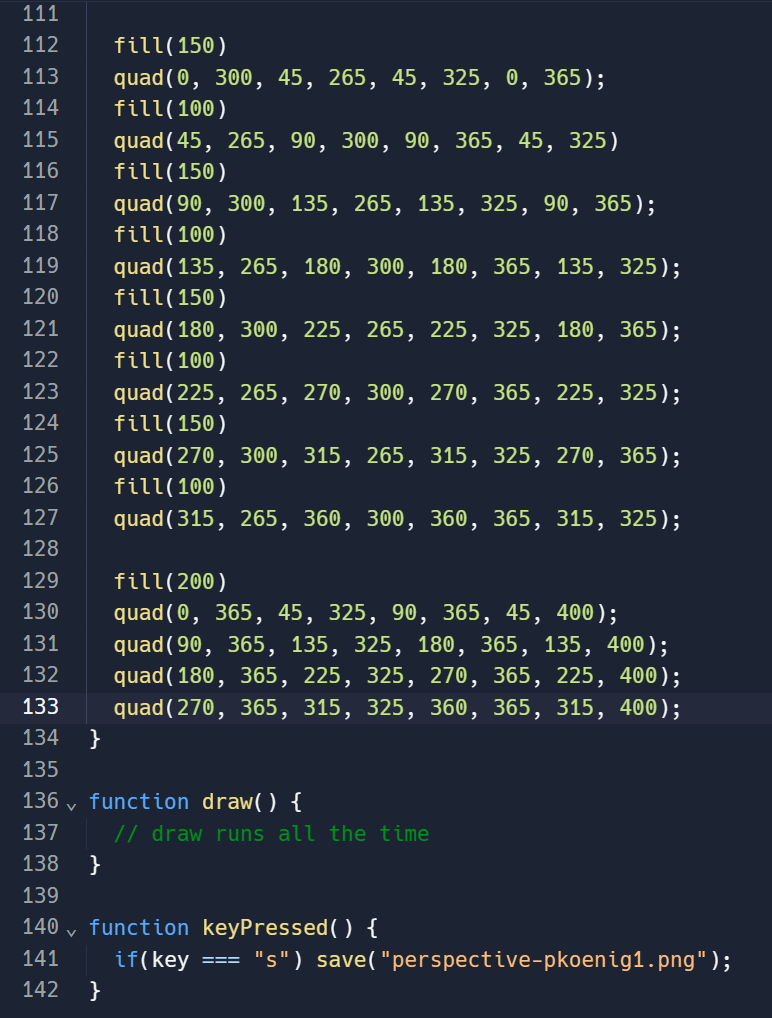 111
112 fill(150)
113 quad(0, 300, 45, 265, 45, 325, 0, 365);
114 fill(100)
115 quad(45, 265, 90, 300, 90, 365, 45, 325)
116 fill(150)
117 quad(90, 300, 135, 265, 135, 325, 90, 365);
118 fill(100)
119 quad(135, 265, 180, 300, 180, 365, 135, 325);
120 fill(150)
121 quad(180, 300, 225, 265, 225, 325, 180, 365);
122 fill(100)
123 quad(225, 265, 270, 300, 270, 365, 225, 325);
124 fill(150)
125 quad(270, 300, 315, 265, 315, 325, 270, 365);
126 fill(100)
127 quad(315, 265, 360, 300, 360, 365, 315, 325);
128
129 fill(200)
130 quad(0, 365, 45, 325, 90, 365, 45, 400);
131 quad(90, 365, 135, 325, 180, 365, 135, 400);
132 quad(180, 365, 225, 325, 270, 365, 225, 400);
133 quad(270, 365, 315, 325, 360, 365, 315, 400);
134 }
135
136 function draw() {
137 // draw runs all the time
138 }
139
140 function keyPressed() {
141 if(key === "s") save("perspective-pkoenig1.png");
142 }